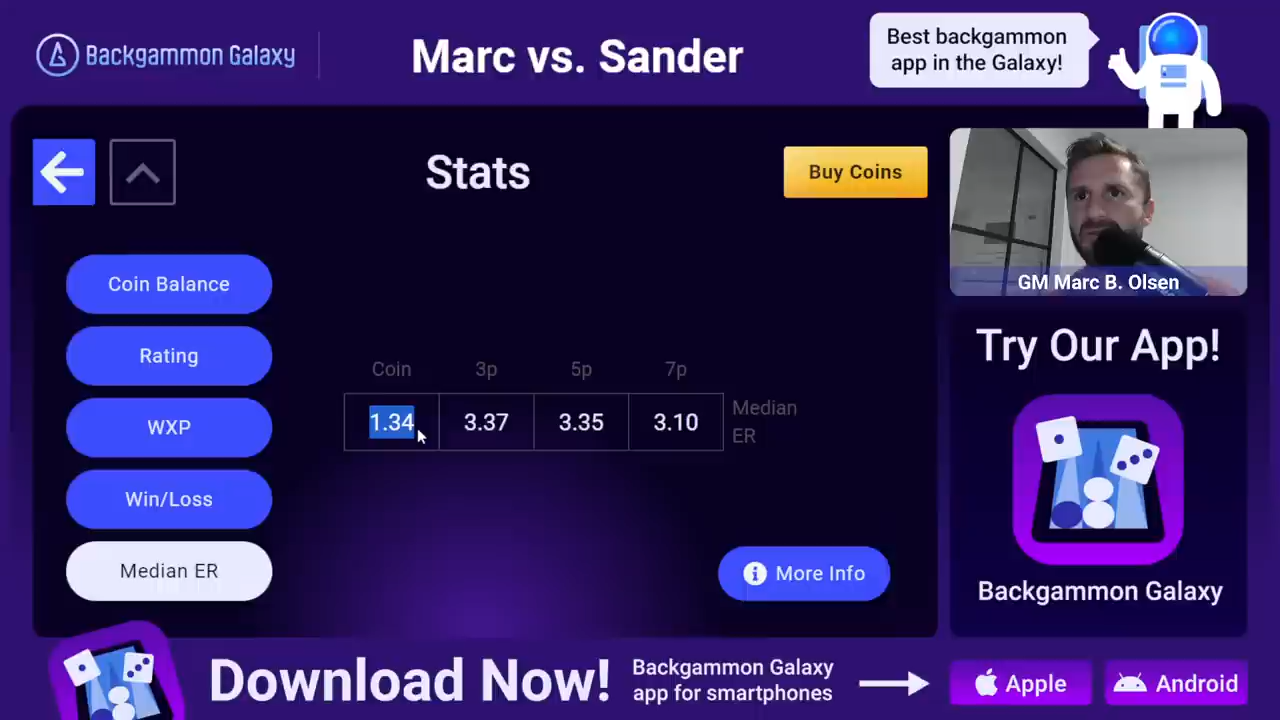 Backgammon Galaxy
Marc vs. Sander
Best backgammon
app in the Galaxy!
Stats
Buy Coins
GM Marc B. Olsen
Coin Balance
Rating
WXP
Win/Loss
Median ER
Coin 3p 5p 7p
1.34 3.37 3.35 3.10
Median
ER
More Info
Try Our App!
Backgammon Galaxy
Download Now!
Backgammon Galaxy
app for smartphones
Apple
Android